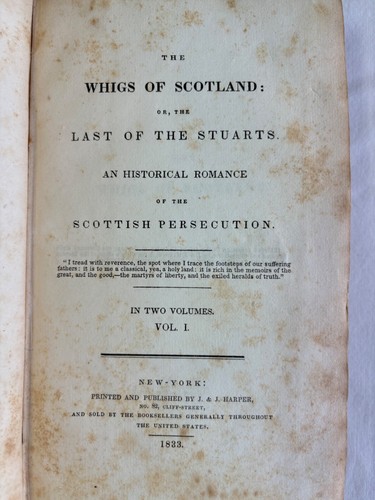 THE
WHIGS OF SCOTLAND:
OR, THE
LAST OF THE STUARTS.
AN HISTORICAL ROMANCE
OF THE
SCOTTISH PERSECUTION.
"I tread with reverence, the spot where I trace the footsteps of our suffering
fathers: it is to me a classical, yea, a holy land: it is rich in the memoirs of the
great, and the good,—the martyrs of liberty, and the exiled heralds of truth."
IN TWO VOLUMES.
VOL. I.
NEW-YORK:
PRINTED AND PUBLISHED BY J. & J. HARPER,
NO. 82, CLIFF-STREET,
AND SOLD BY THE BOOKSELLERS GENERALLY THROUGHOUT
THE UNITED STATES.
1833.